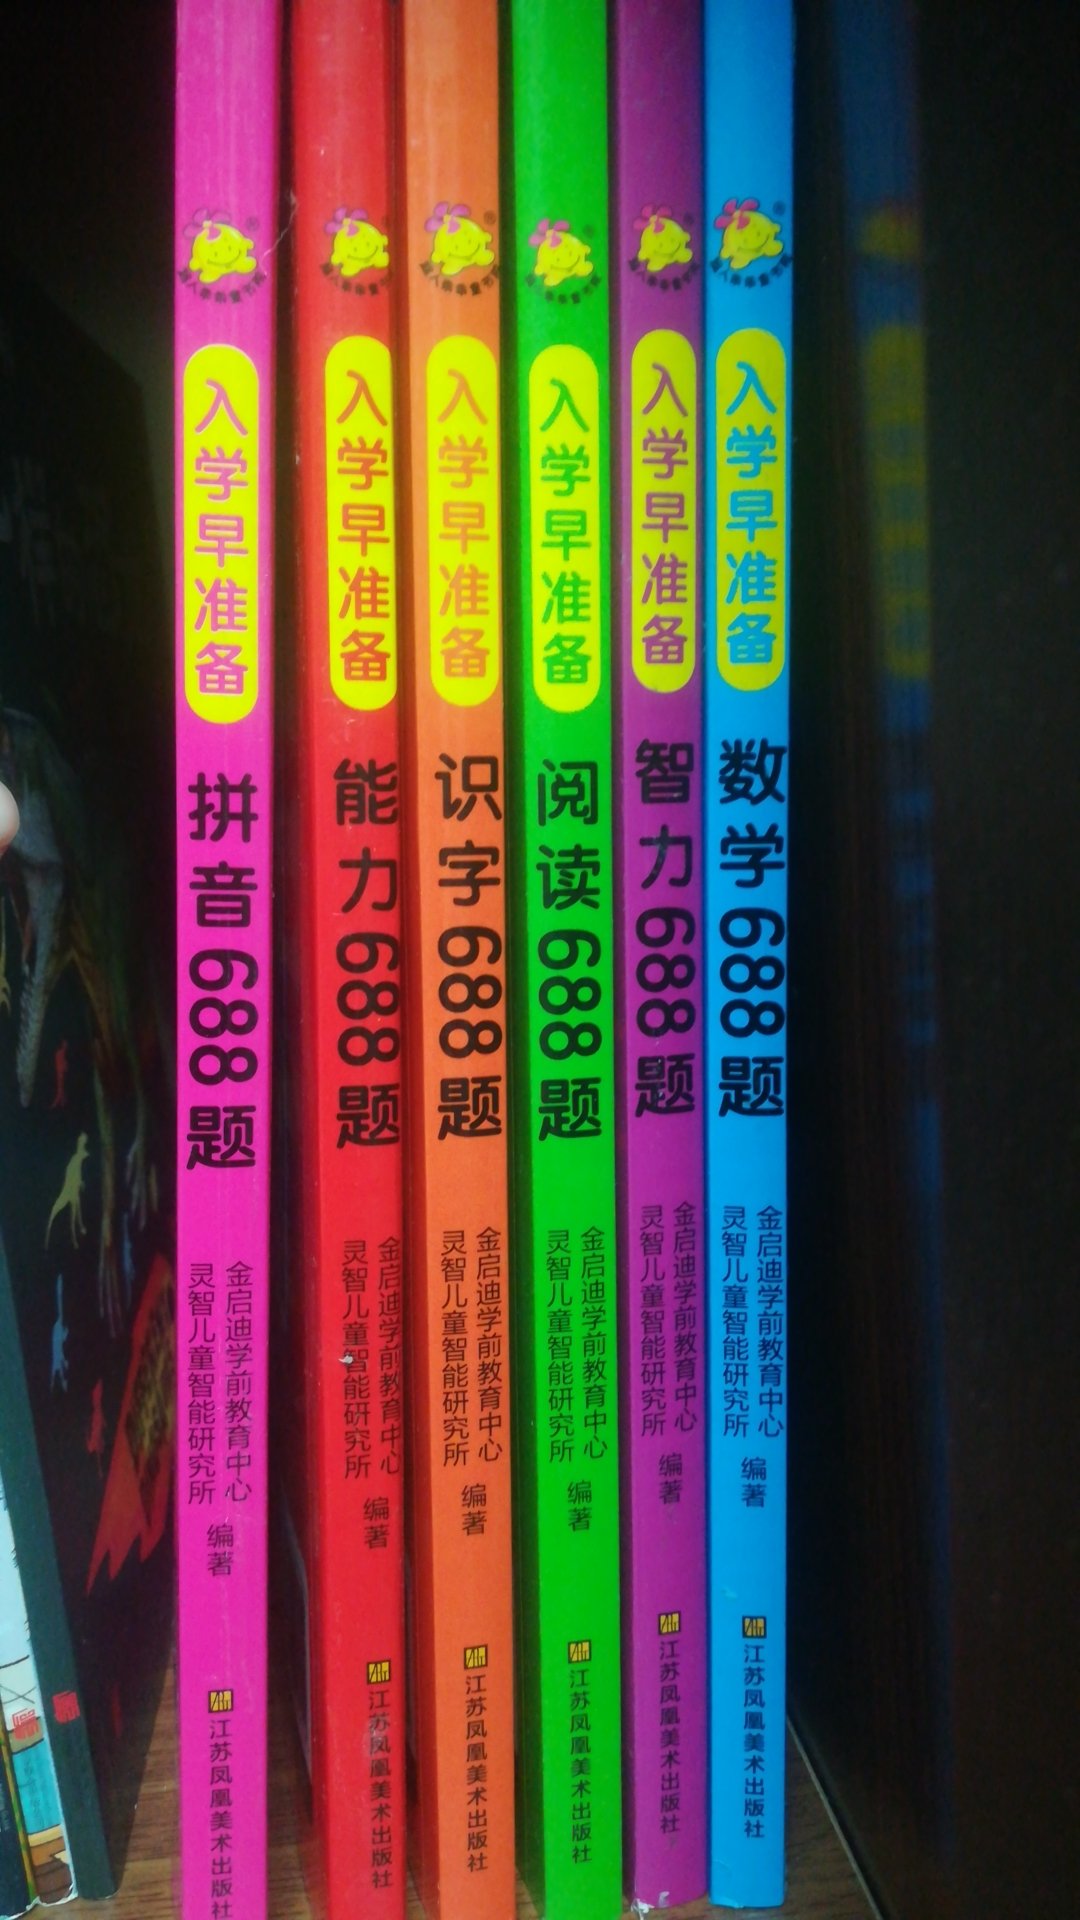 入学早准备
拼音688题
金启迪学前教育中心
灵智儿童智能研究所
编著
江苏凤凰美术出版社
入学早准备
能力688题
金启迪学前教育中心
灵智儿童智能研究所
编著
江苏凤凰美术出版社
入学早准备
识字688题
金启迪学前教育中心
灵智儿童智能研究所
编著
江苏凤凰美术出版社
入学早准备
阅读688题
金启迪学前教育中心
灵智儿童智能研究所
编著
江苏凤凰美术出版社
入学早准备
智力688题
金启迪学前教育中心
灵智儿童智能研究所
编著
江苏凤凰美术出版社
入学早准备
数学688题
金启迪学前教育中心
灵智儿童智能研究所
编著
江苏凤凰美术出版社